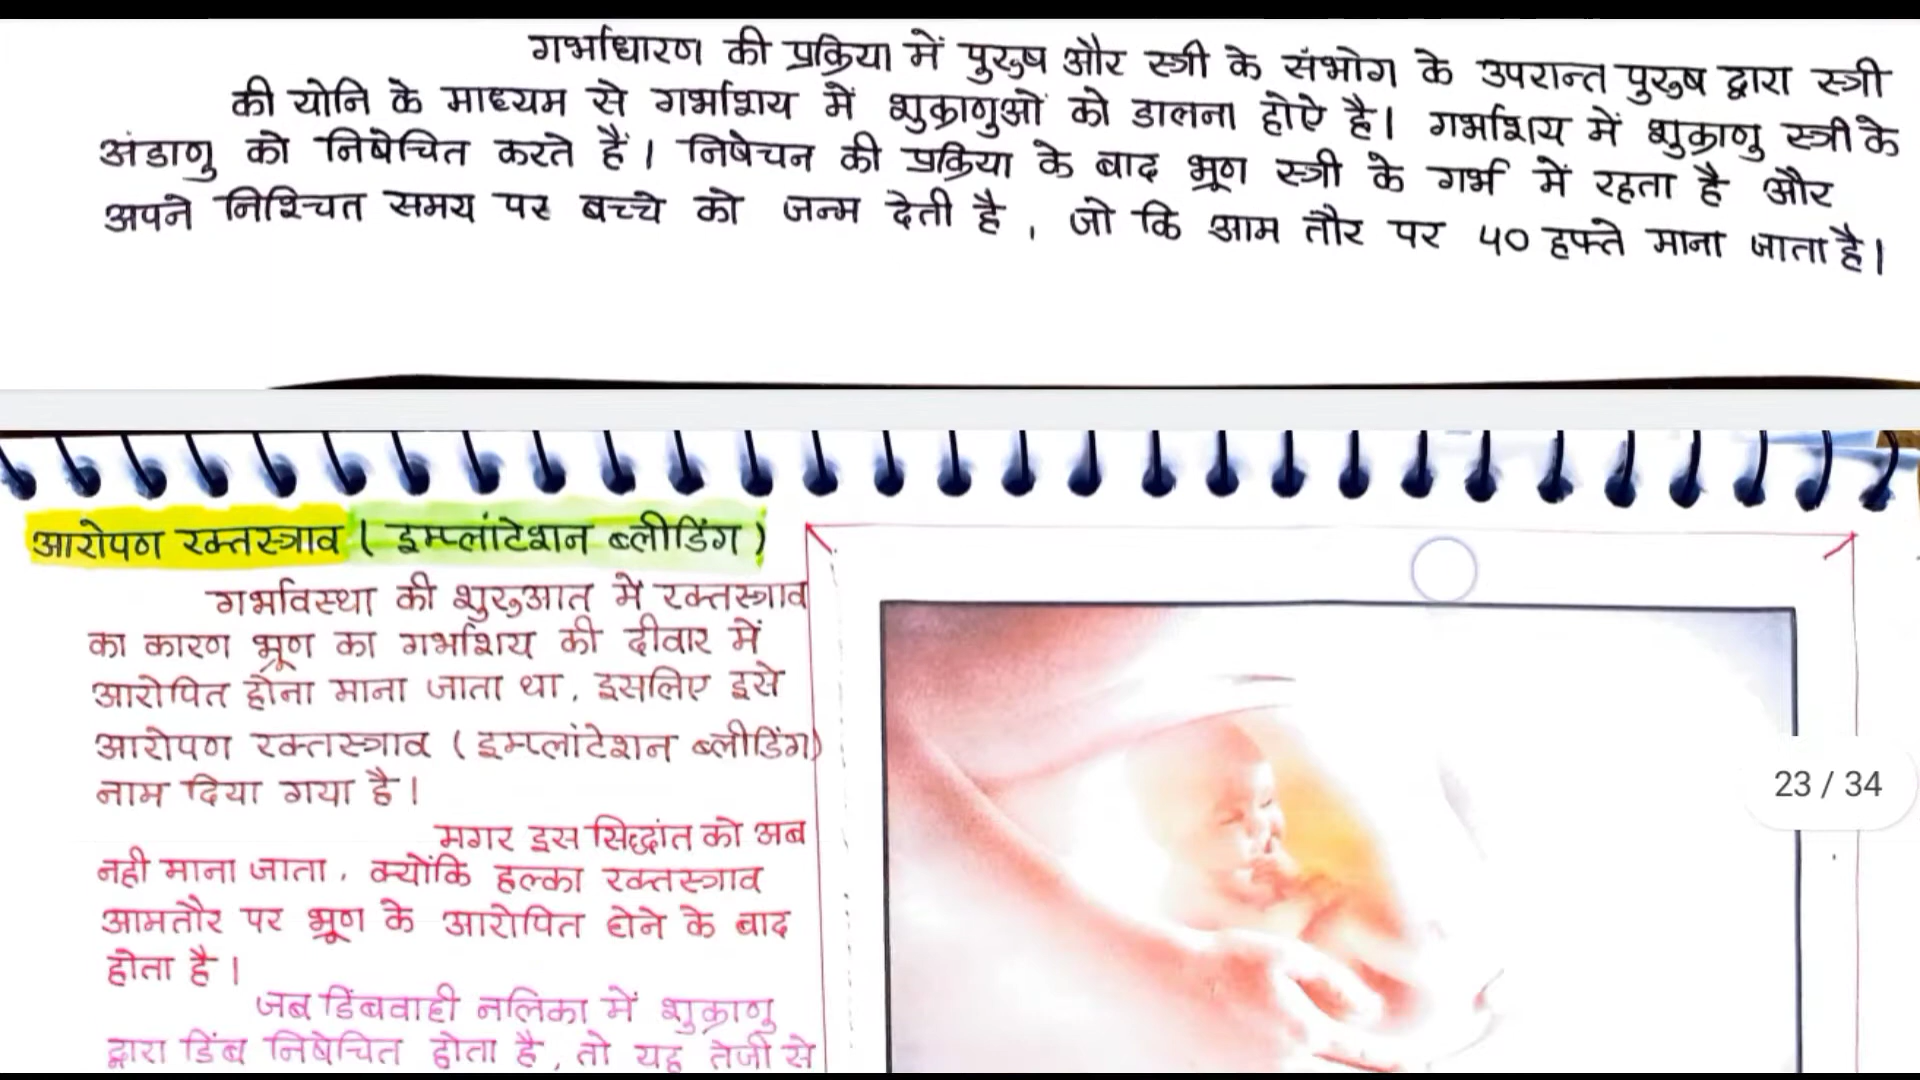 गर्भाधारण की प्रक्रिया में पुरुष और स्त्री के संभोग के उपरान्त पुरुष द्वारा स्त्री
की योनि के माध्यम से गर्भाशय में शुक्राणुओं को डालना होऐ है। गर्भाशय में शुक्राणु स्त्री के
अंडाणु को निषेचित करते हैं। निषेचन की प्रक्रिया के बाद भ्रूण स्त्री के गर्भ में रहता है और
अपने निश्चित समय पर बच्चे को जन्म देती है, जो कि आम तौर पर ५० हफ्ते माना जाता है।
आरोपण रक्तस्त्राव (इम्प्लांटेशन ब्लीडिंग)
गर्भावस्था की शुरुआत में रक्तस्त्राव
का कारण भ्रूण का गर्भाशय की दीवार में
आरोपित होना माना जाता था, इसलिए इसे
आरोपण रक्तस्त्राव (इम्प्लांटेशन ब्लीडिंग)
नाम दिया गया है।
मगर इस सिद्धांत को अब
नही माना जाता, क्योंकि हल्का रक्तस्त्राव
आमतौर पर भ्रूण के आरोपित होने के बाद
होता है।
जब डिंबवाही नलिका में शुक्राणु
द्वारा डिंब निषेचित होता है, तो यह तेजी से
23 / 34